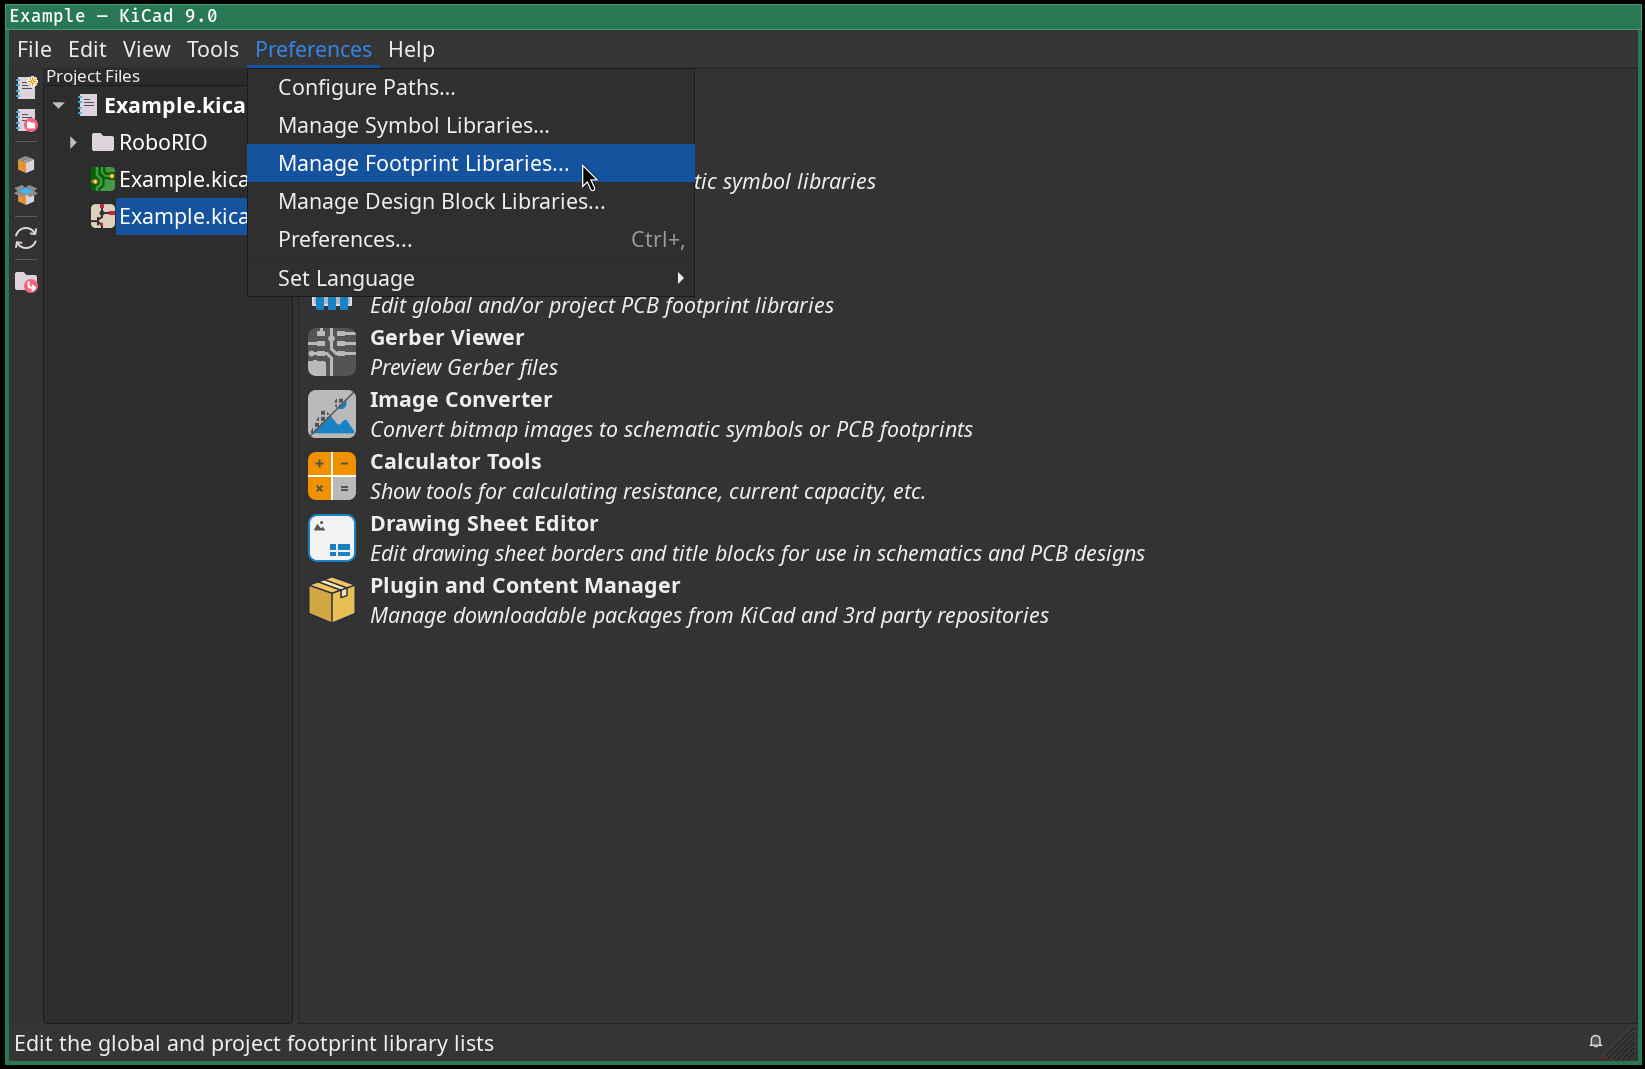 Example — KiCad 9.0
File Edit View Tools Preferences Help
Project Files
Example.kica
RoboRIO
Example.kica
Example.kica
Configure Paths...
Manage Symbol Libraries...
Manage Footprint Libraries...
Manage Design Block Libraries...
Preferences... Ctrl+,
Set Language
tic symbol libraries
Edit global and/or project PCB footprint libraries
Gerber Viewer
Preview Gerber files
Image Converter
Convert bitmap images to schematic symbols or PCB footprints
Calculator Tools
Show tools for calculating resistance, current capacity, etc.
Drawing Sheet Editor
Edit drawing sheet borders and title blocks for use in schematics and PCB designs
Plugin and Content Manager
Manage downloadable packages from KiCad and 3rd party repositories
Edit the global and project footprint library lists